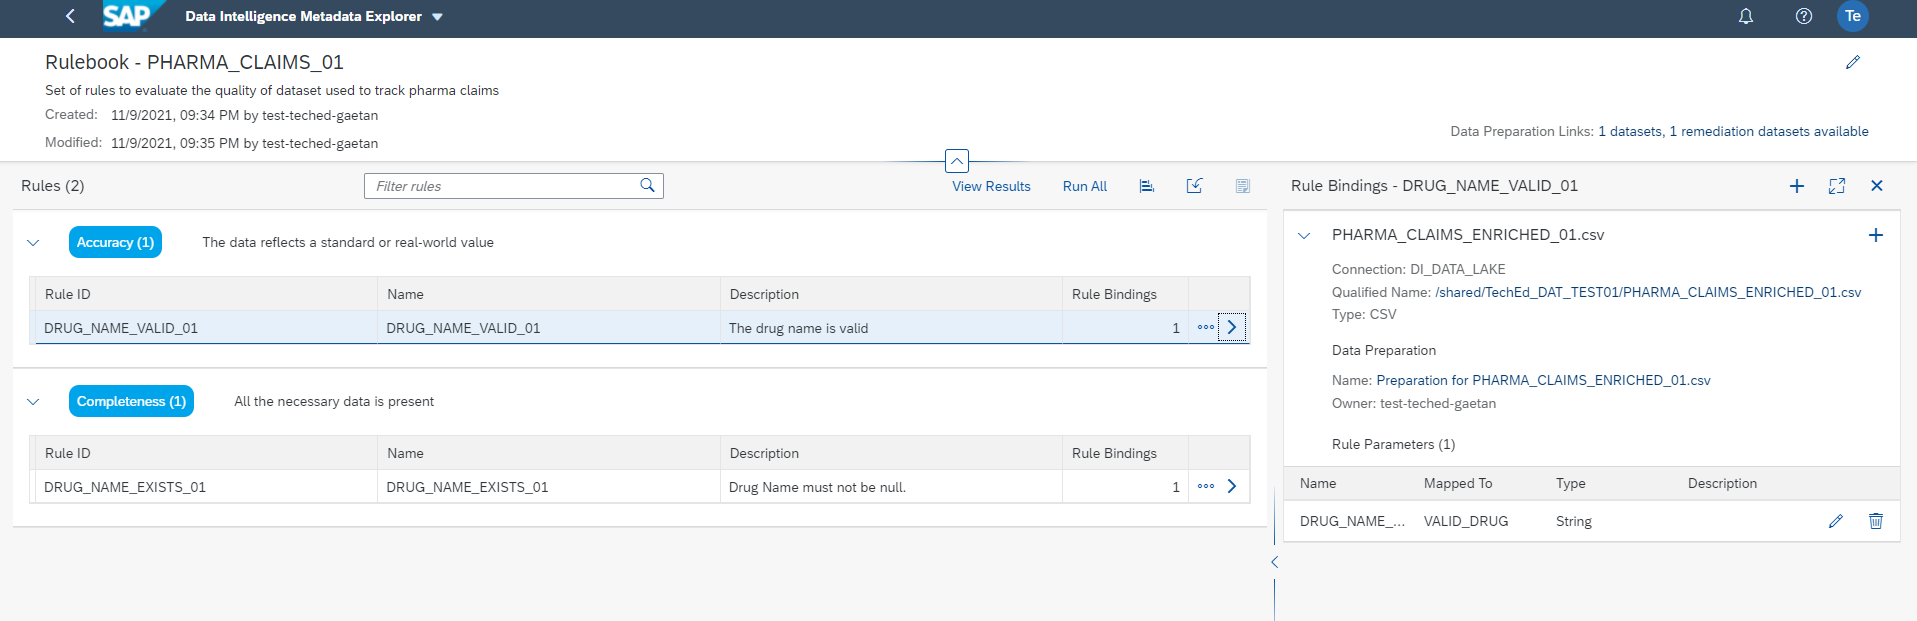 SAP Data Intelligence Metadata Explorer Te
Rulebook - PHARMA_CLAIMS_01
Set of rules to evaluate the quality of dataset used to track pharma claims
Created: 11/9/2021, 09:34 PM by test-teched-gaetan
Modified: 11/9/2021, 09:35 PM by test-teched-gaetan
Data Preparation Links: 1 datasets, 1 remediation datasets available
Rules (2) Filter rules View Results Run All
Accuracy (1) The data reflects a standard or real-world value
Rule ID Name Description Rule Bindings
DRUG_NAME_VALID_01 DRUG_NAME_VALID_01 The drug name is valid 1
Completeness (1) All the necessary data is present
Rule ID Name Description Rule Bindings
DRUG_NAME_EXISTS_01 DRUG_NAME_EXISTS_01 Drug Name must not be null. 1
Rule Bindings - DRUG_NAME_VALID_01
PHARMA_CLAIMS_ENRICHED_01.csv
Connection: DI_DATA_LAKE
Qualified Name: /shared/TechEd_DAT_TEST01/PHARMA_CLAIMS_ENRICHED_01.csv
Type: CSV
Data Preparation
Name: Preparation for PHARMA_CLAIMS_ENRICHED_01.csv
Owner: test-teched-gaetan
Rule Parameters (1)
Name Mapped To Type Description
DRUG_NAME_... VALID_DRUG String